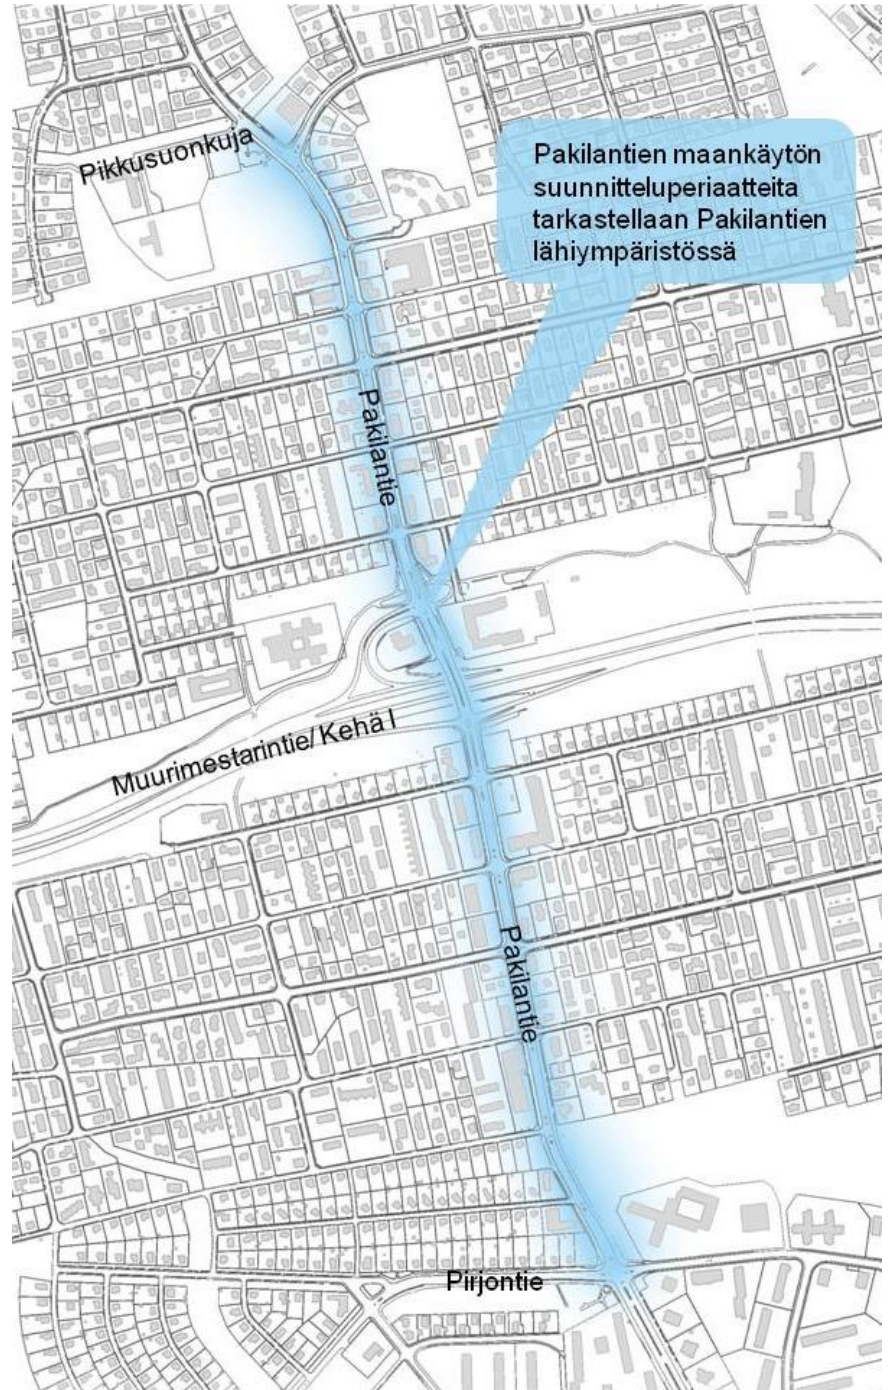 Pikkusuonkuja
Pakilantien maankäytön
suunnitteluperiaatteita
tarkastellaan Pakilantien
lähiympäristössä
Pakilantie
Muurimestarintie/ Kehä I
Pakilantie
Pirjontie